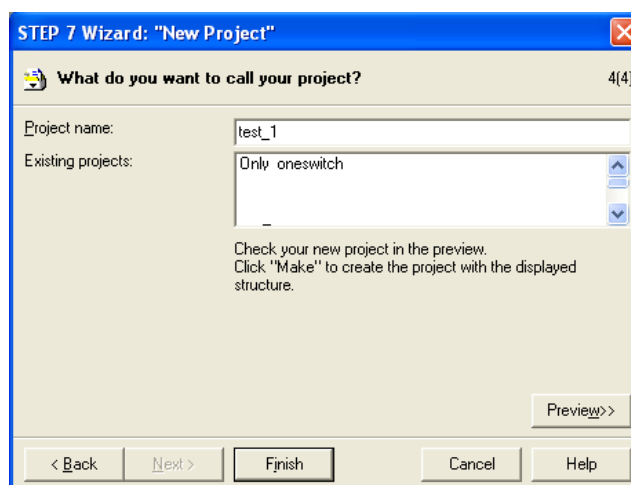 STEP 7 Wizard: "New Project"
What do you want to call your project? 4(4)
Project name: test_1
Existing projects: Only oneswitch
Check your new project in the preview.
Click "Make" to create the project with the displayed
structure.
Preview>>
< Back Next > Finish Cancel Help